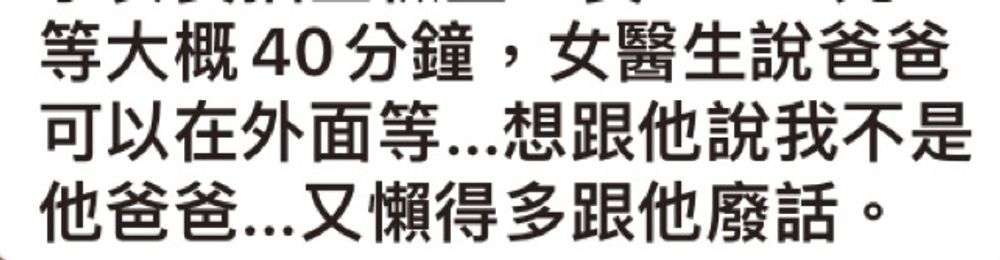 等大概40分鐘，女醫生說爸爸
可以在外面等...想跟他說我不是
他爸爸...又懶得多跟他廢話。